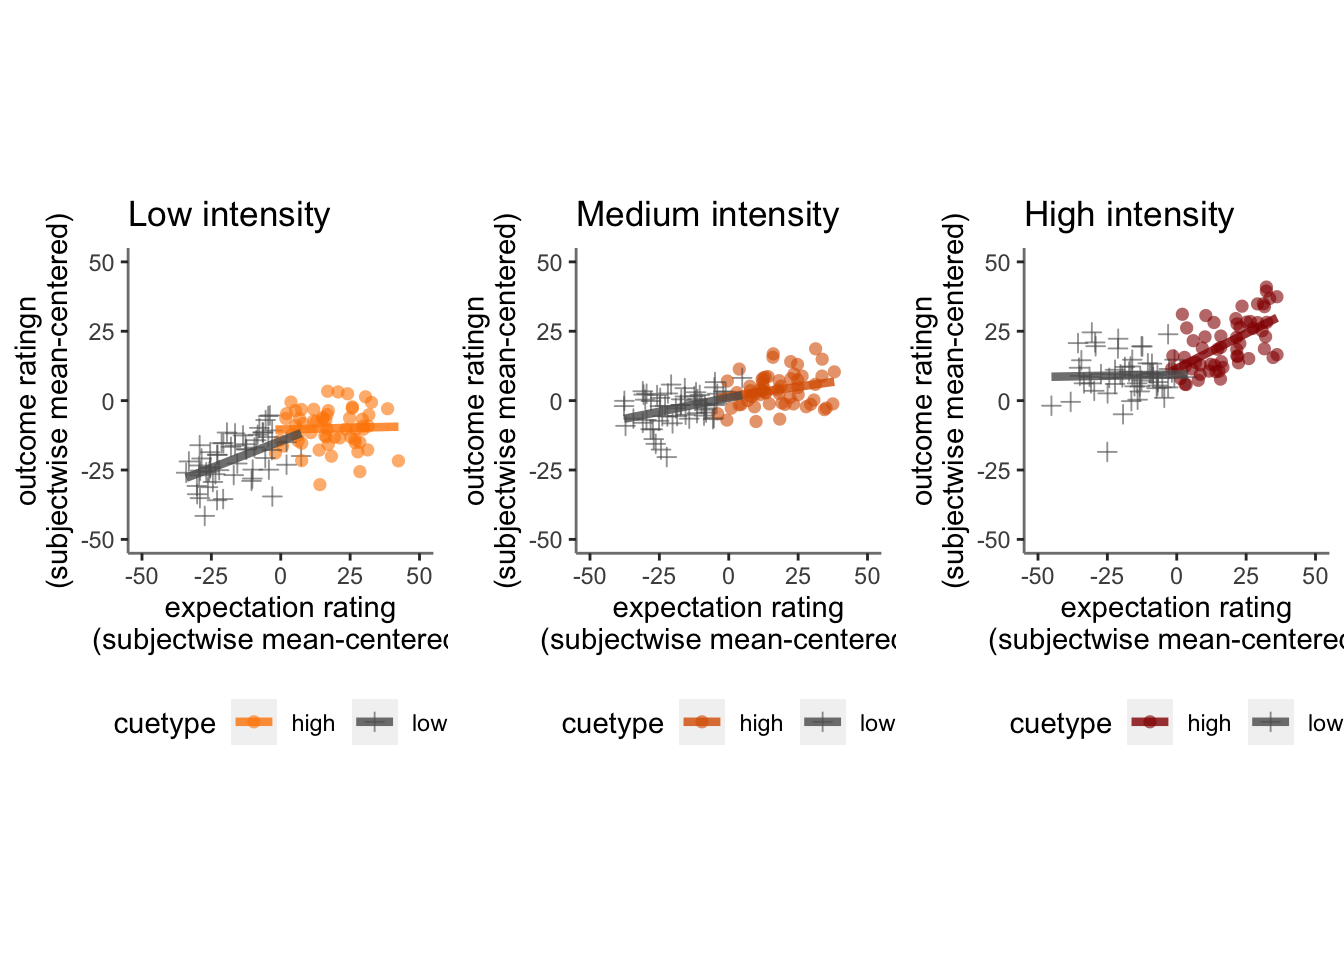 Low intensity
outcome ratingn
(subjectwise mean-centered)
50
25
0
-25
-50
-50 -25 0 25 50
expectation rating
(subjectwise mean-centered
cuetype high low
Medium intensity
outcome ratingn
(subjectwise mean-centered)
50
25
0
-25
-50
-50 -25 0 25 50
expectation rating
(subjectwise mean-centered
cuetype high low
High intensity
outcome ratingn
(subjectwise mean-centered)
50
25
0
-25
-50
-50 -25 0 25 50
expectation rating
(subjectwise mean-centered
cuetype high low